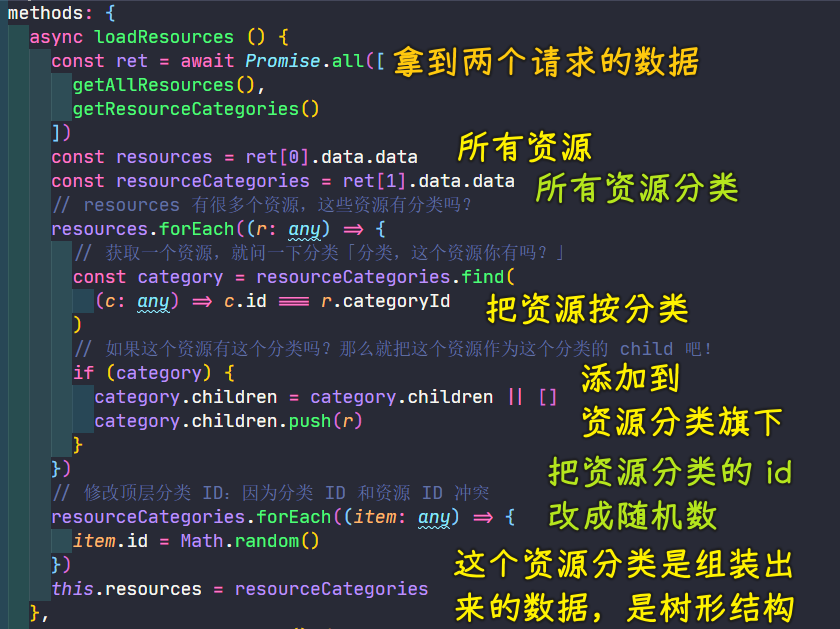 methods: {
async loadResources () {
const ret = await Promise.all([ 拿到两个请求的数据
getAllResources(),
getResourceCategories()
])
const resources = ret[0].data.data 所有资源
const resourceCategories = ret[1].data.data 所有资源分类
// resources 有很多个资源，这些资源有分类吗？
resources.forEach((r: any) => {
// 获取一个资源，就问一下分类「分类，这个资源你有吗？」
const category = resourceCategories.find(
(c: any) => c.id === r.categoryId 把资源按分类
)
// 如果这个资源有这个分类吗？那么就把这个资源作为这个分类的 child 吧！
if (category) { 添加到
category.children = category.children || []
category.children.push(r) 资源分类旗下
}
}) 把资源分类的 id
// 修改顶层分类 ID：因为分类 ID 和资源 ID 冲突
resourceCategories.forEach((item: any) => { 改成随机数
item.id = Math.random()
}) 这个资源分类是组装出
this.resources = resourceCategories 来的数据，是树形结构
},